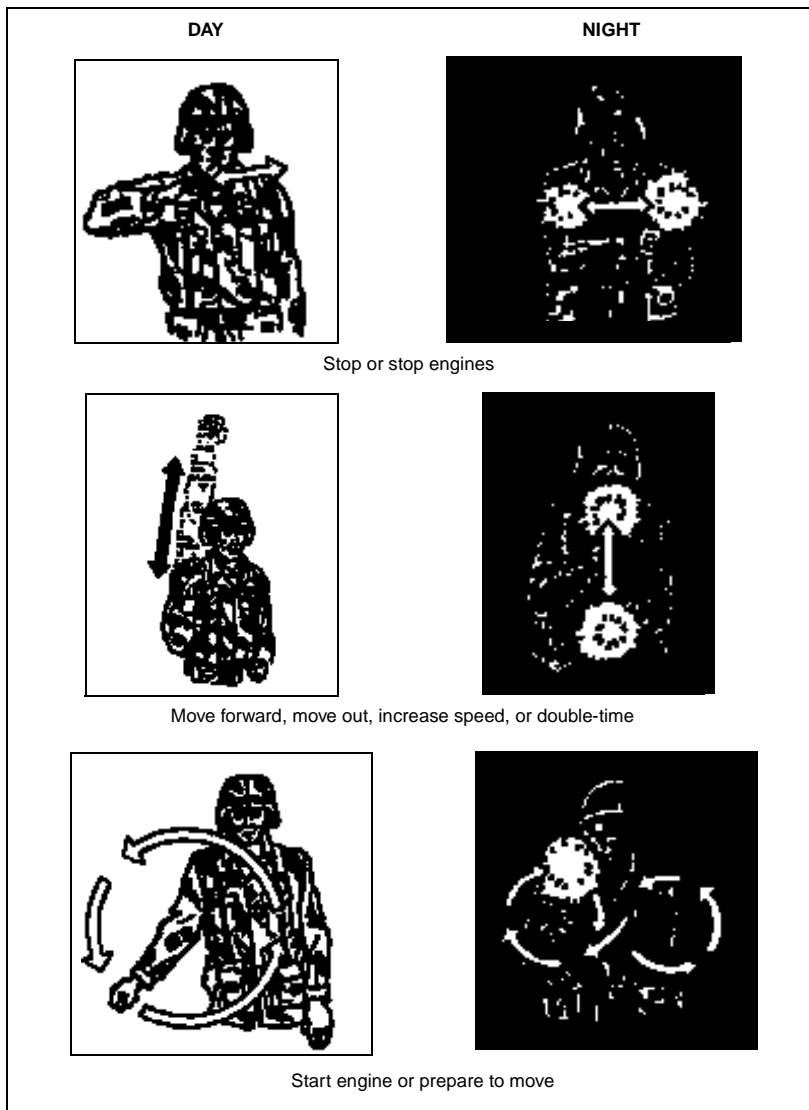 DAY
NIGHT
Stop or stop engines
Move forward, move out, increase speed, or double-time
Start engine or prepare to move